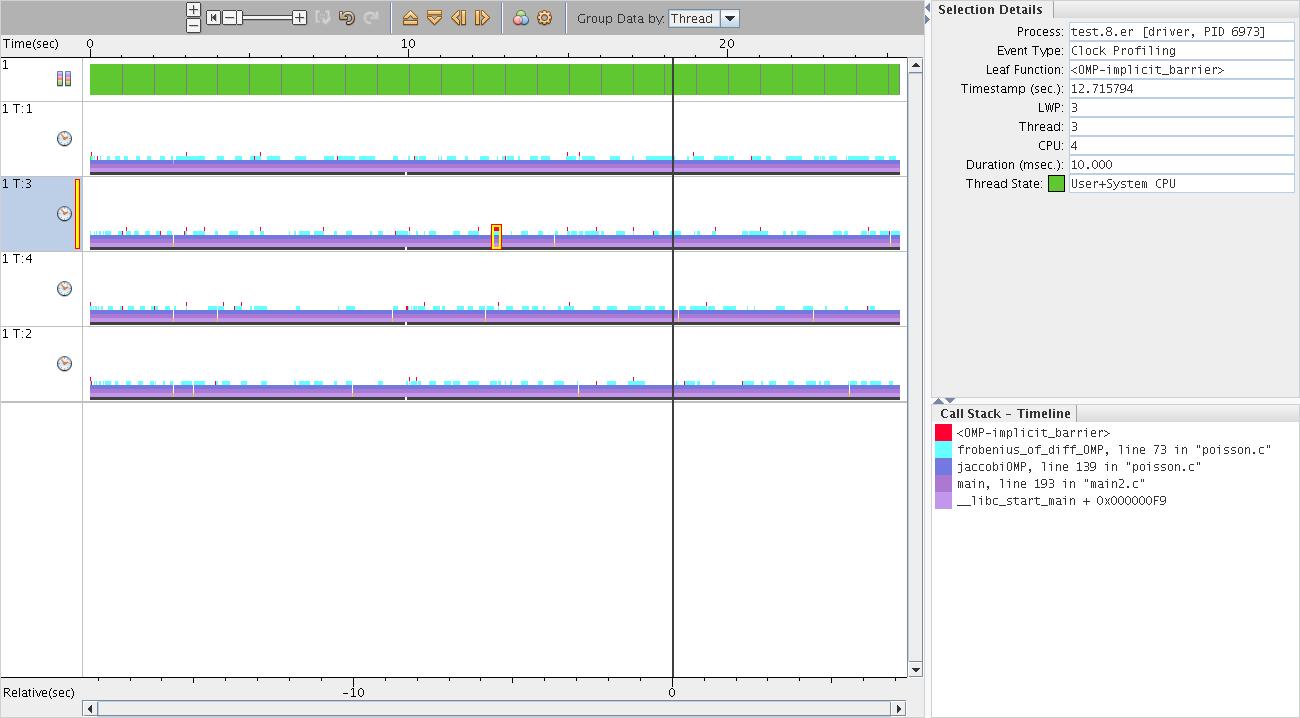 Group Data by: Thread
Time(sec) 0 10 20
1
1 T:1
1 T:3
1 T:4
1 T:2
Relative(sec) -10 0
Selection Details
Process: test.8.er [driver, PID 6973]
Event Type: Clock Profiling
Leaf Function: <OMP-implicit_barrier>
Timestamp (sec.): 12.715794
LWP: 3
Thread: 3
CPU: 4
Duration (msec.): 10.000
Thread State: User+System CPU
Call Stack - Timeline
<OMP-implicit_barrier>
frobenius_of_diff_OMP, line 73 in "poisson.c"
jaccobiOMP, line 139 in "poisson.c"
main, line 193 in "main2.c"
__libc_start_main + 0x000000F9